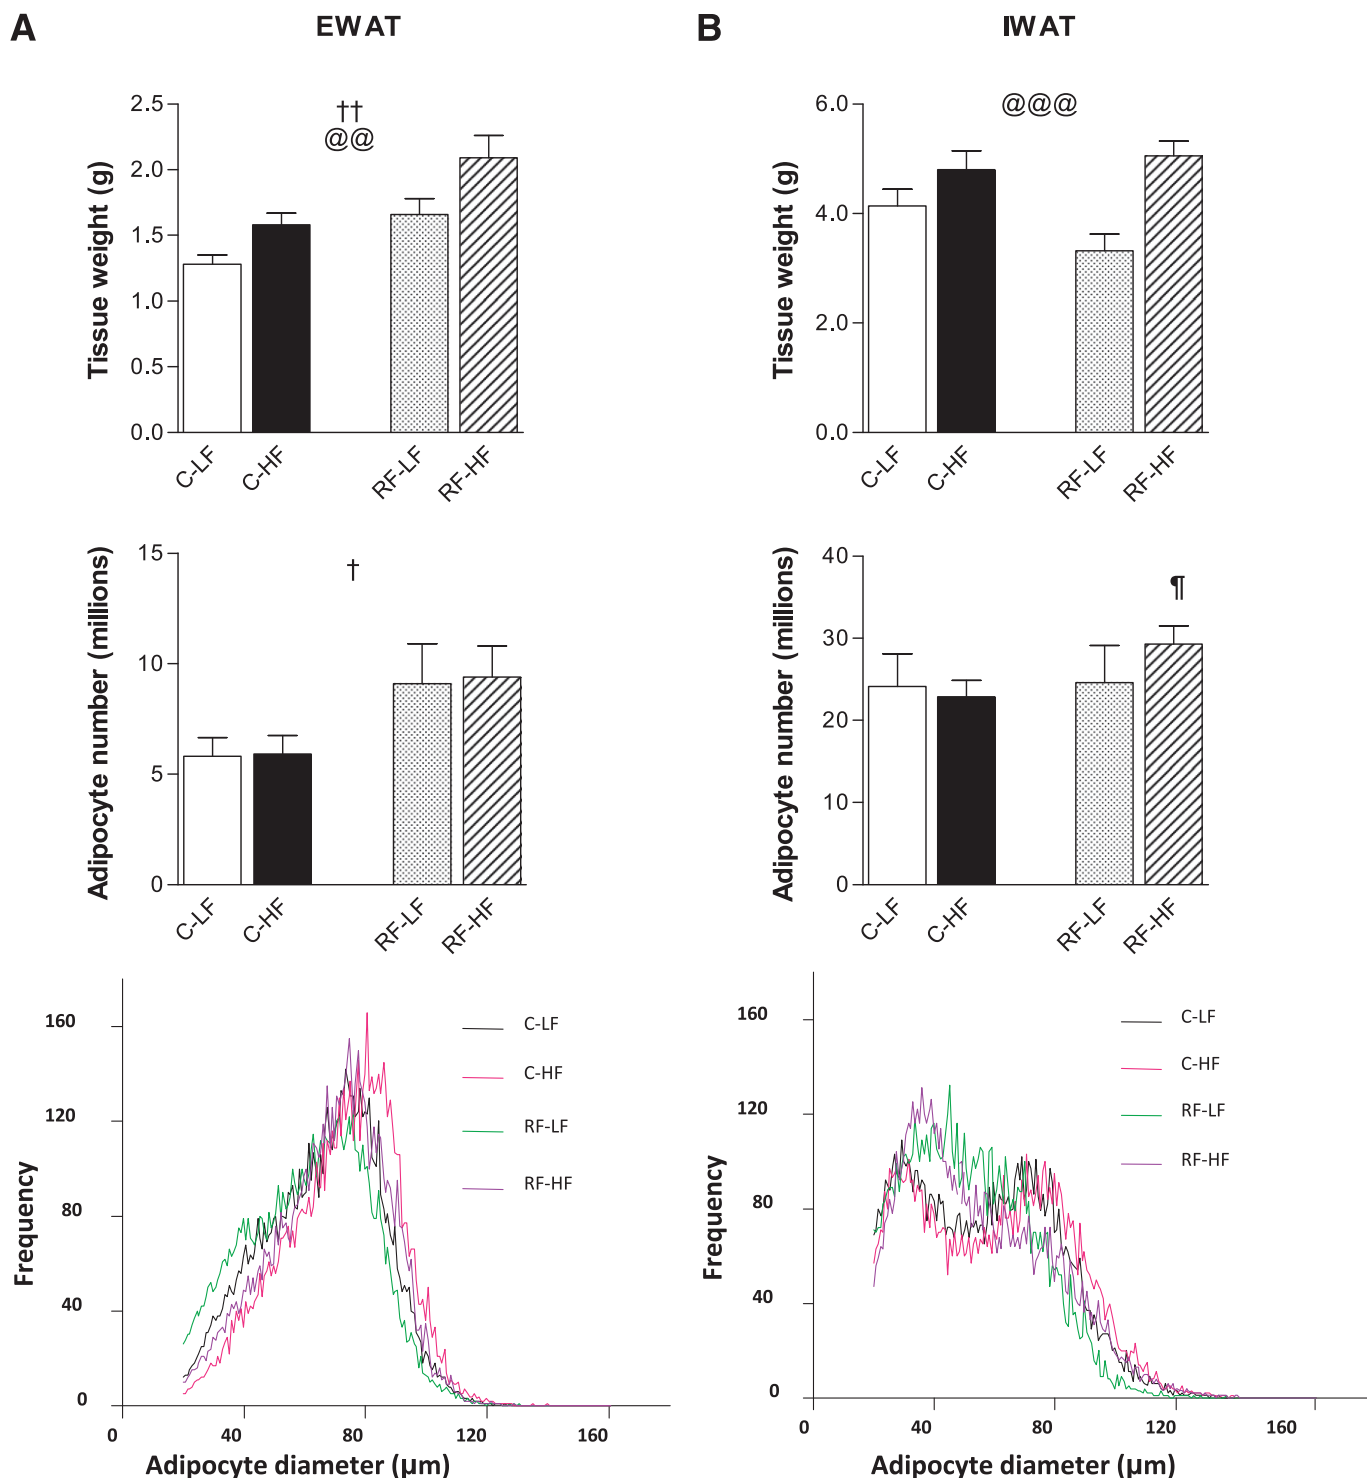 A
EWAT
B
IWAT
††
@@
2.5
2.0
1.5
1.0
0.5
0.0
Tissue weight (g)
C-LF
C-HF
RF-LF
RF-HF
@@@
6.0
4.0
2.0
0.0
Tissue weight (g)
C-LF
C-HF
RF-LF
RF-HF
†
15
10
5
0
Adipocyte number (millions)
C-LF
C-HF
RF-LF
RF-HF
¶
40
30
20
10
0
Adipocyte number (millions)
C-LF
C-HF
RF-LF
RF-HF
160
120
80
40
0
Frequency
C-LF
C-HF
RF-LF
RF-HF
0 40 80 120 160
Adipocyte diameter (μm)
160
120
80
40
0
Frequency
C-LF
C-HF
RF-LF
RF-HF
0 40 80 120 160
Adipocyte diameter (μm)